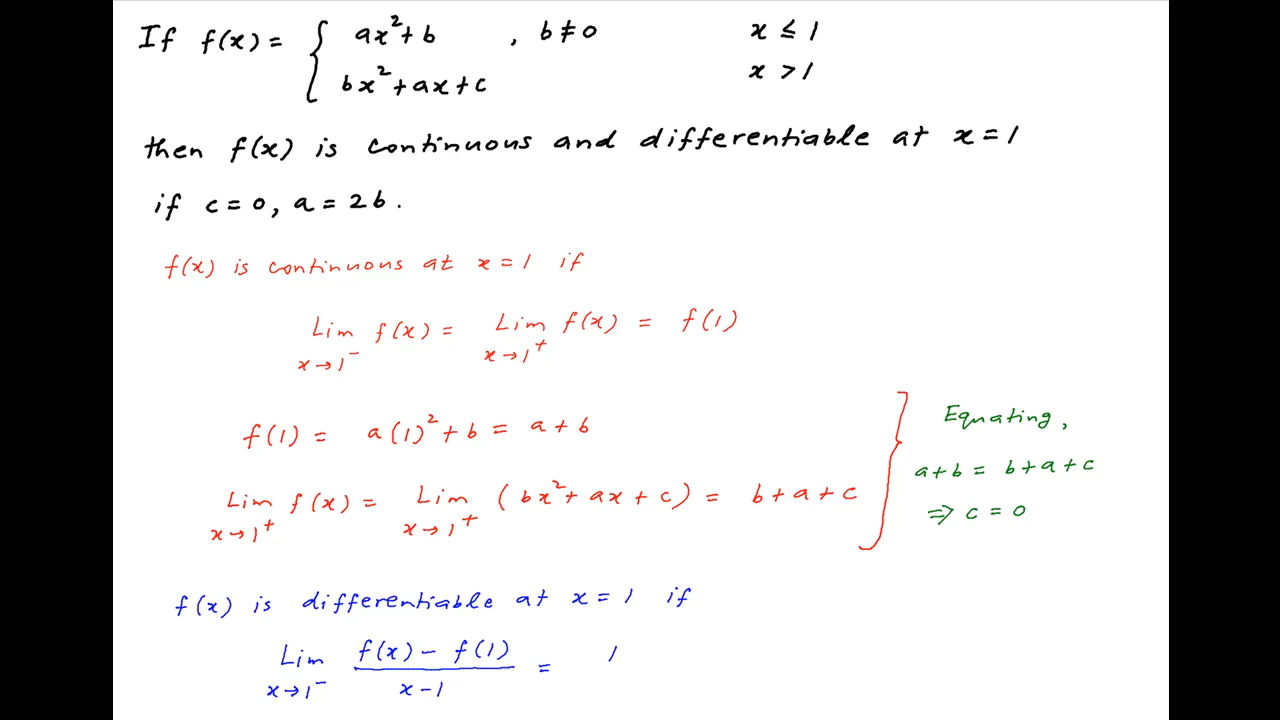 If f(x) = { ax² + b , b ≠ 0 x ≤ 1
bx² + ax + c x > 1
then f(x) is continuous and differentiable at x = 1
if c = 0, a = 2b.
f(x) is continuous at x = 1 if
Lim f(x) = Lim f(x) = f(1)
x→1⁻ x→1⁺
f(1) = a(1)² + b = a + b
Lim f(x) = Lim (bx² + ax + c) = b + a + c
x→1⁺ x→1⁺
Equating,
a + b = b + a + c
⇒ c = 0
f(x) is differentiable at x = 1 if
Lim f(x) − f(1) = l
x→1⁻ x − 1